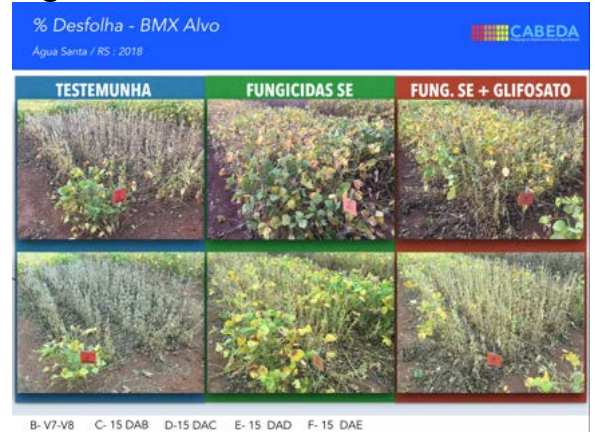 % Desfolha - BMX Alvo
CABEDA
Água Santa / RS : 2018
TESTEMUNHA
FUNGICIDAS SE
FUNG. SE + GLIFOSATO
B- V7-V8 C- 15 DAB D-15 DAC E- 15 DAD F- 15 DAE